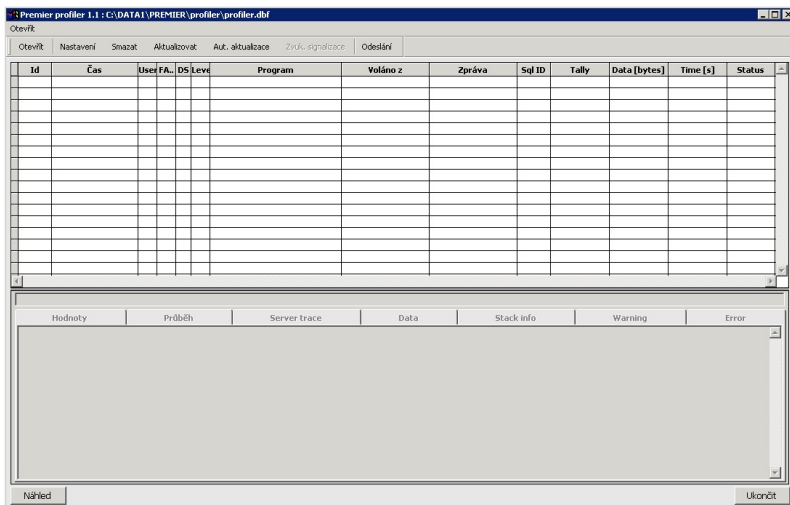 Premier profiler 1.1 : C:\DATA1\PREMIER\profiler\profiler.dbf
Otevřít
Otevřít Nastavení Smazat Aktualizovat Aut. aktualizace Zvuk. signalizace Odeslání
Id Čas User FA.. DS Leve Program Voláno z Zpráva Sql ID Tally Data [bytes] Time [s] Status
Hodnoty Průběh Server trace Data Stack info Warning Error
Náhled Ukončit